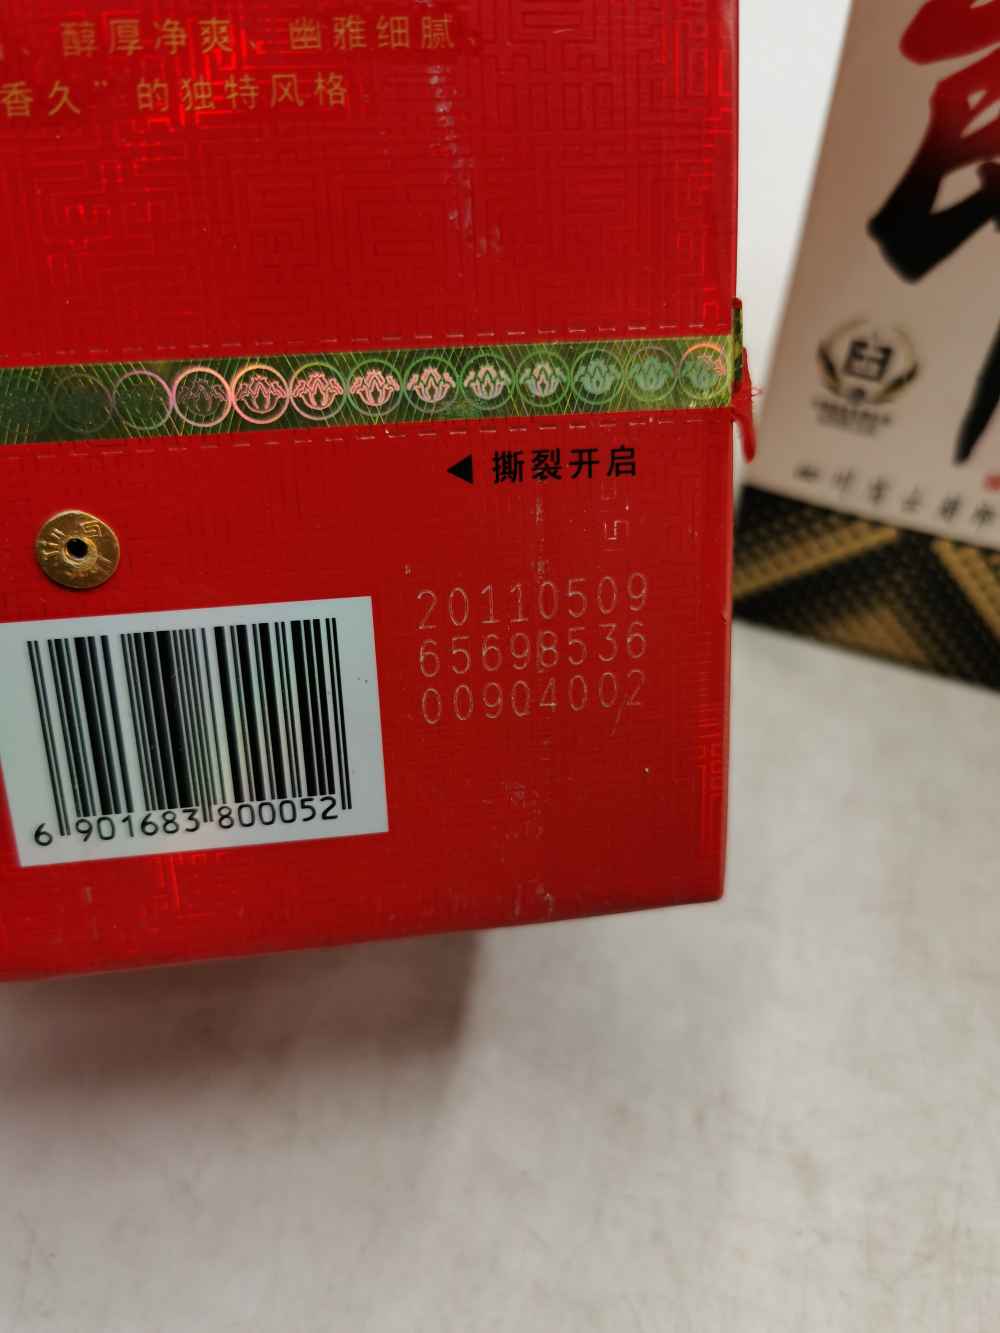 、醇厚净爽、幽雅细腻、
香久”的独特风格
撕裂开启
20110509
65698536
00904002
6 901683 800052